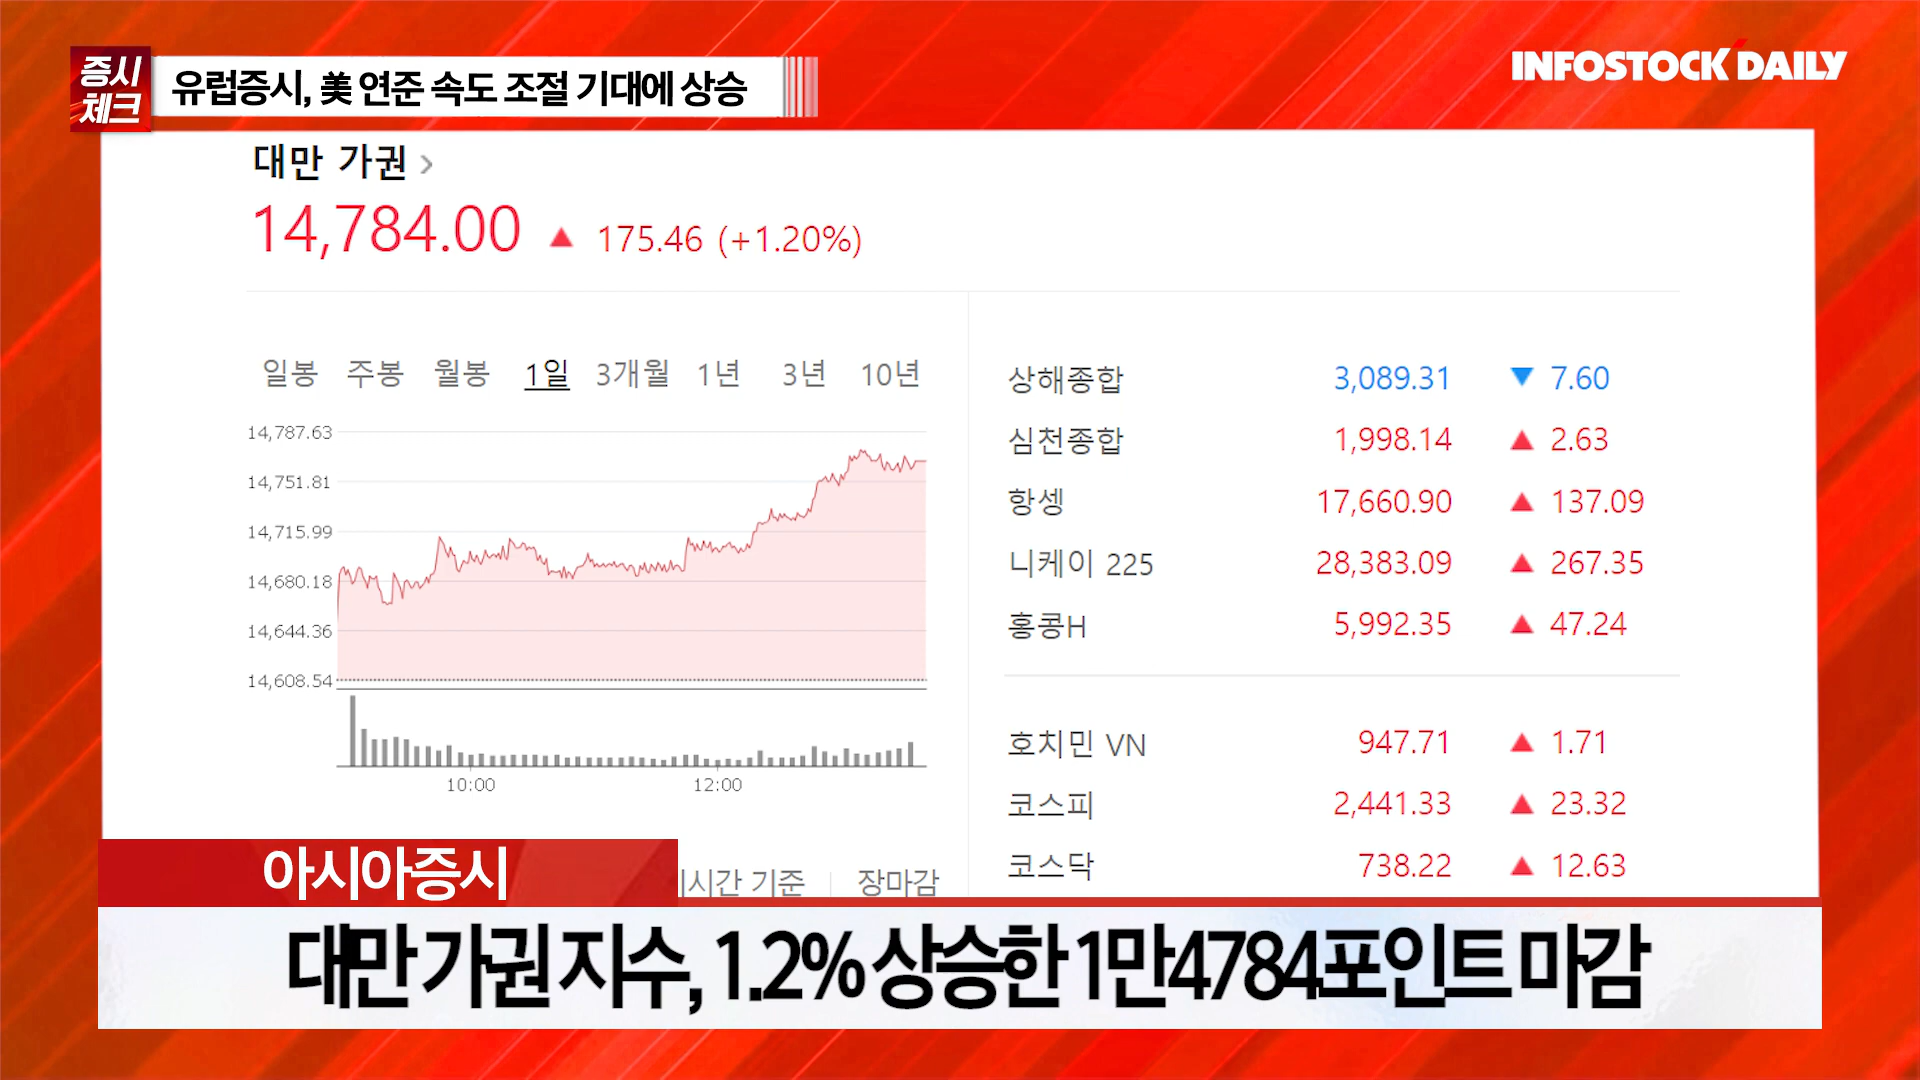 증시
체크
유럽증시, 美 연준 속도 조절 기대에 상승
INFOSTOCK DAILY
대만 가권 >
14,784.00 ▲ 175.46 (+1.20%)
일봉 주봉 월봉 1일 3개월 1년 3년 10년
14,787.63
14,751.81
14,715.99
14,680.18
14,644.36
14,608.54
10:00 12:00
상해종합 3,089.31 ▼ 7.60
심천종합 1,998.14 ▲ 2.63
항셍 17,660.90 ▲ 137.09
니케이 225 28,383.09 ▲ 267.35
홍콩H 5,992.35 ▲ 47.24
호치민 VN 947.71 ▲ 1.71
코스피 2,441.33 ▲ 23.32
코스닥 738.22 ▲ 12.63
시간 기준 | 장마감
아시아증시
대만 가권 지수, 1.2% 상승한 1만4784포인트 마감